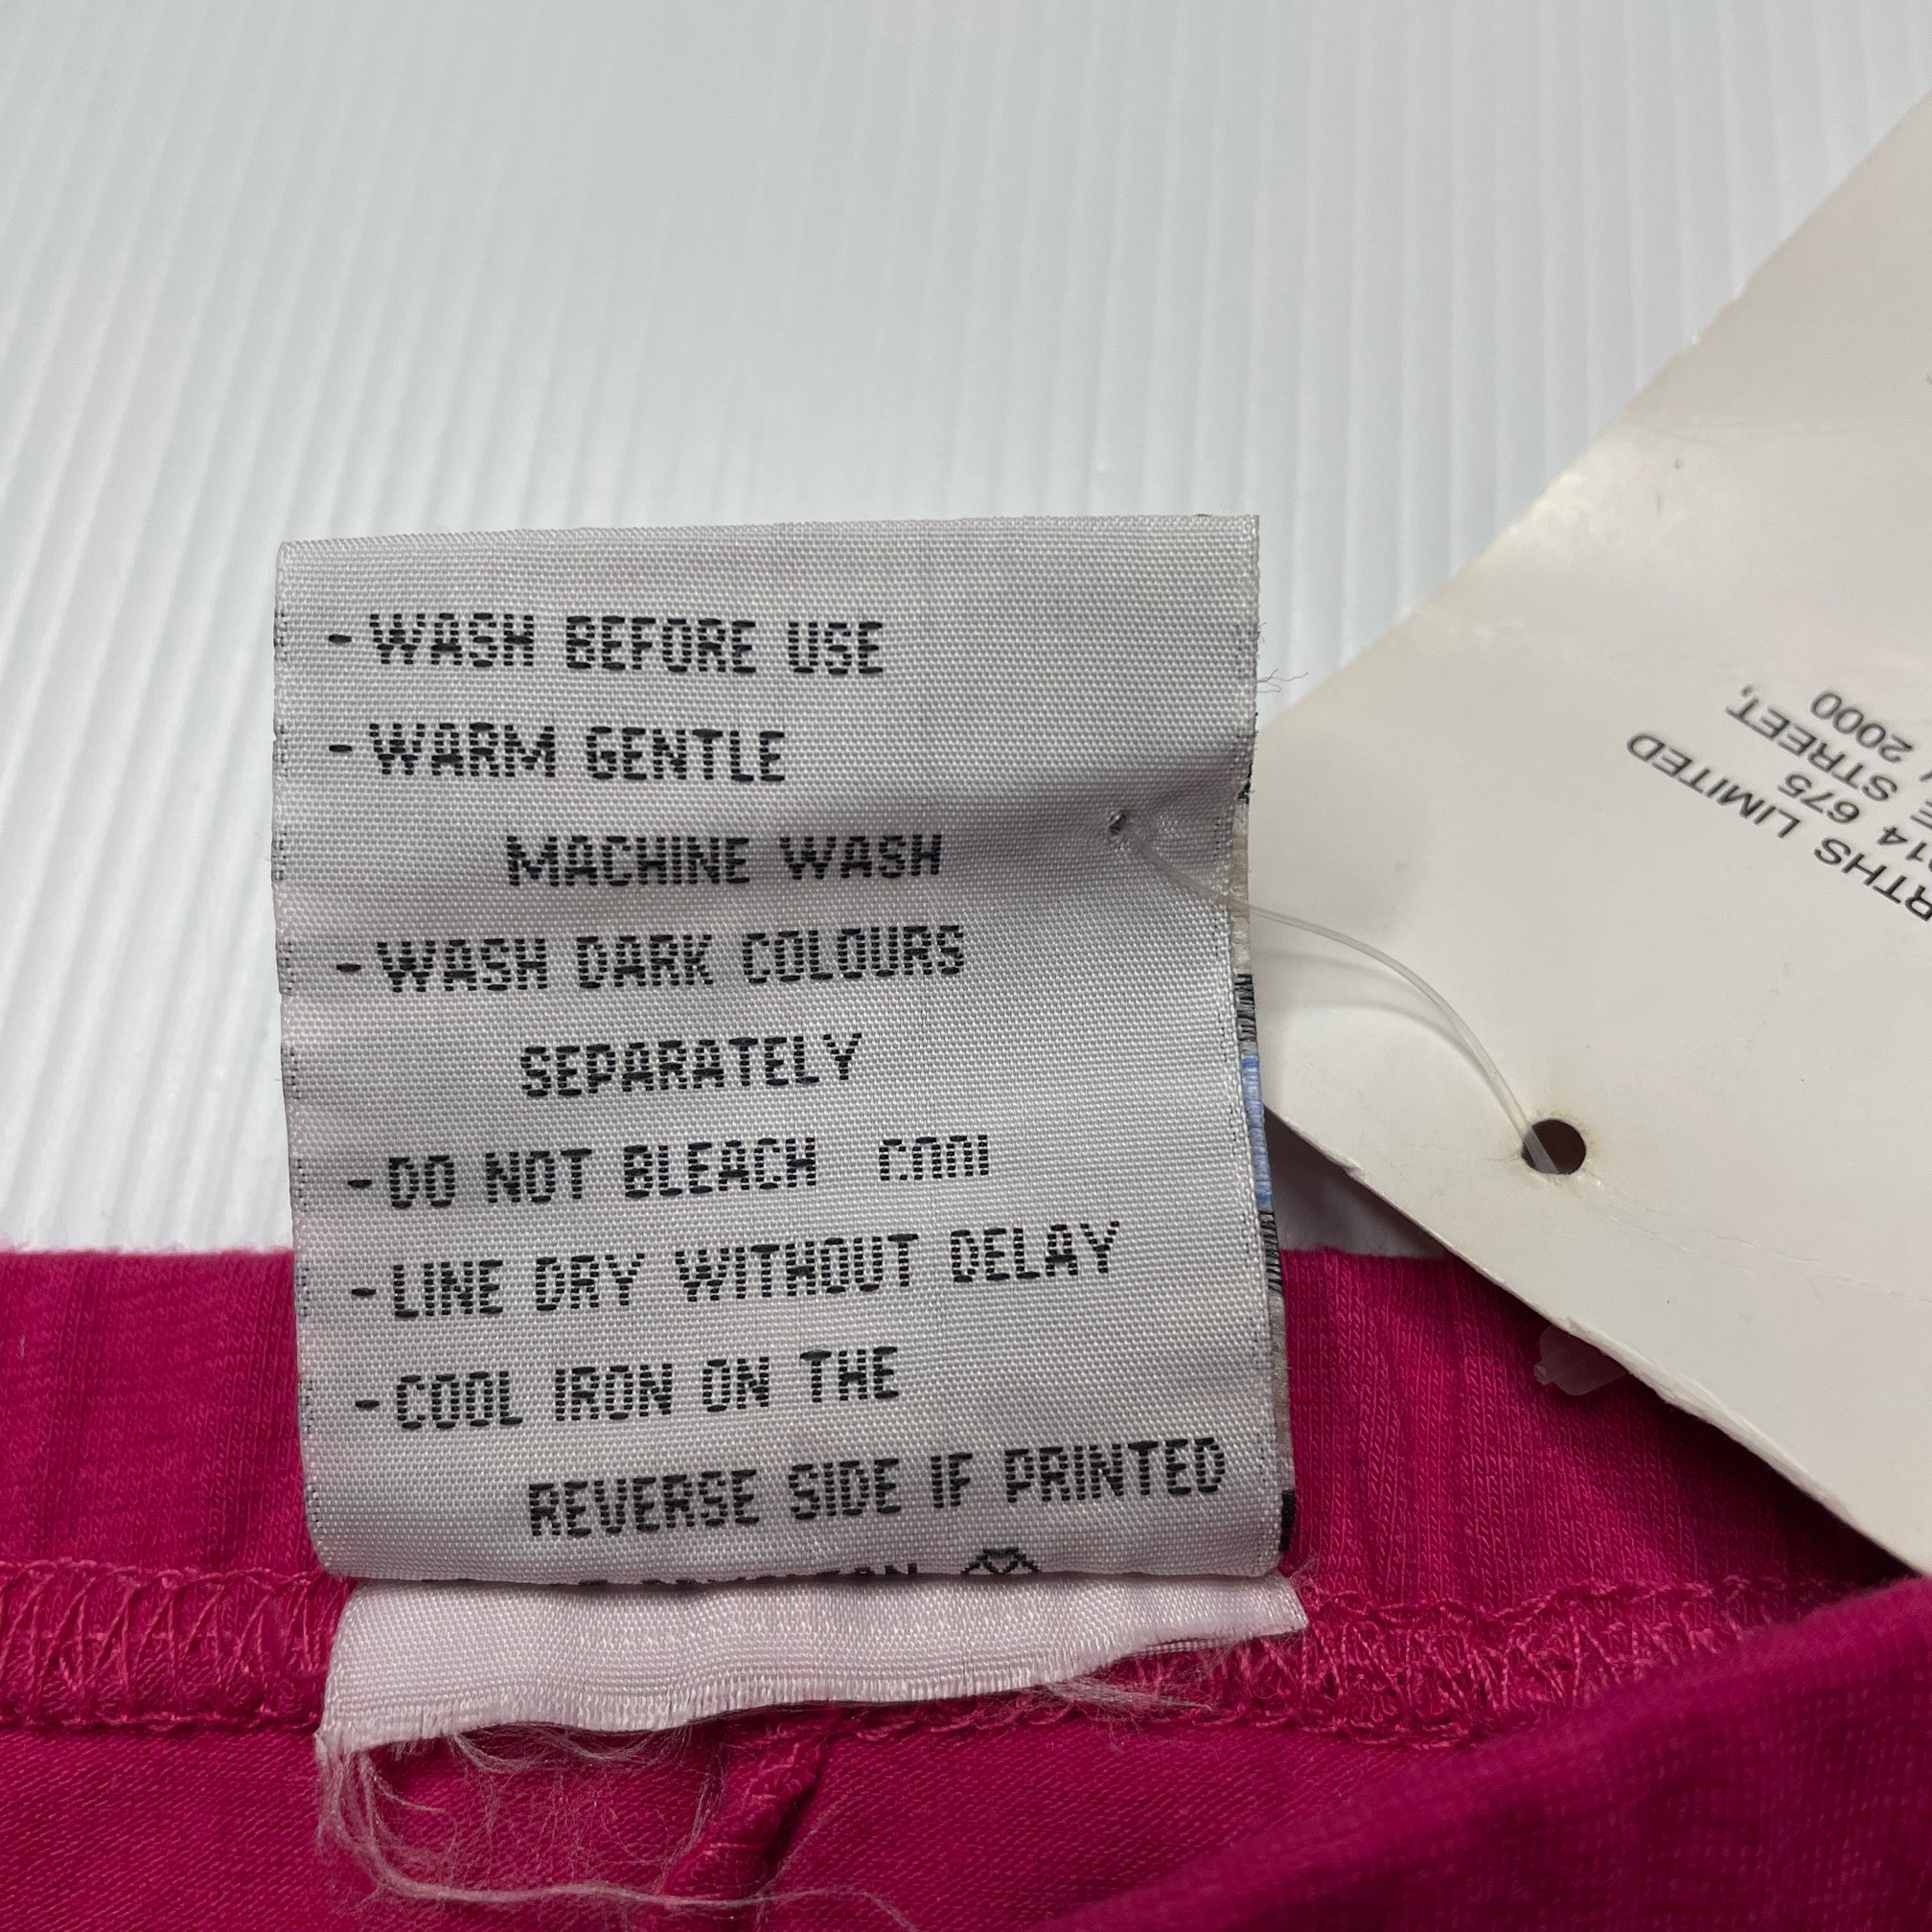 -WASH BEFORE USE
-WARM GENTLE
MACHINE WASH
-WASH DARK COLOURS
SEPARATELY
-DO NOT BLEACH
-LINE DRY WITHOUT DELAY
-COOL IRON ON THE
REVERSE SIDE IF PRINTED
RTHS LIMITED
14 675
E STREET,
2000